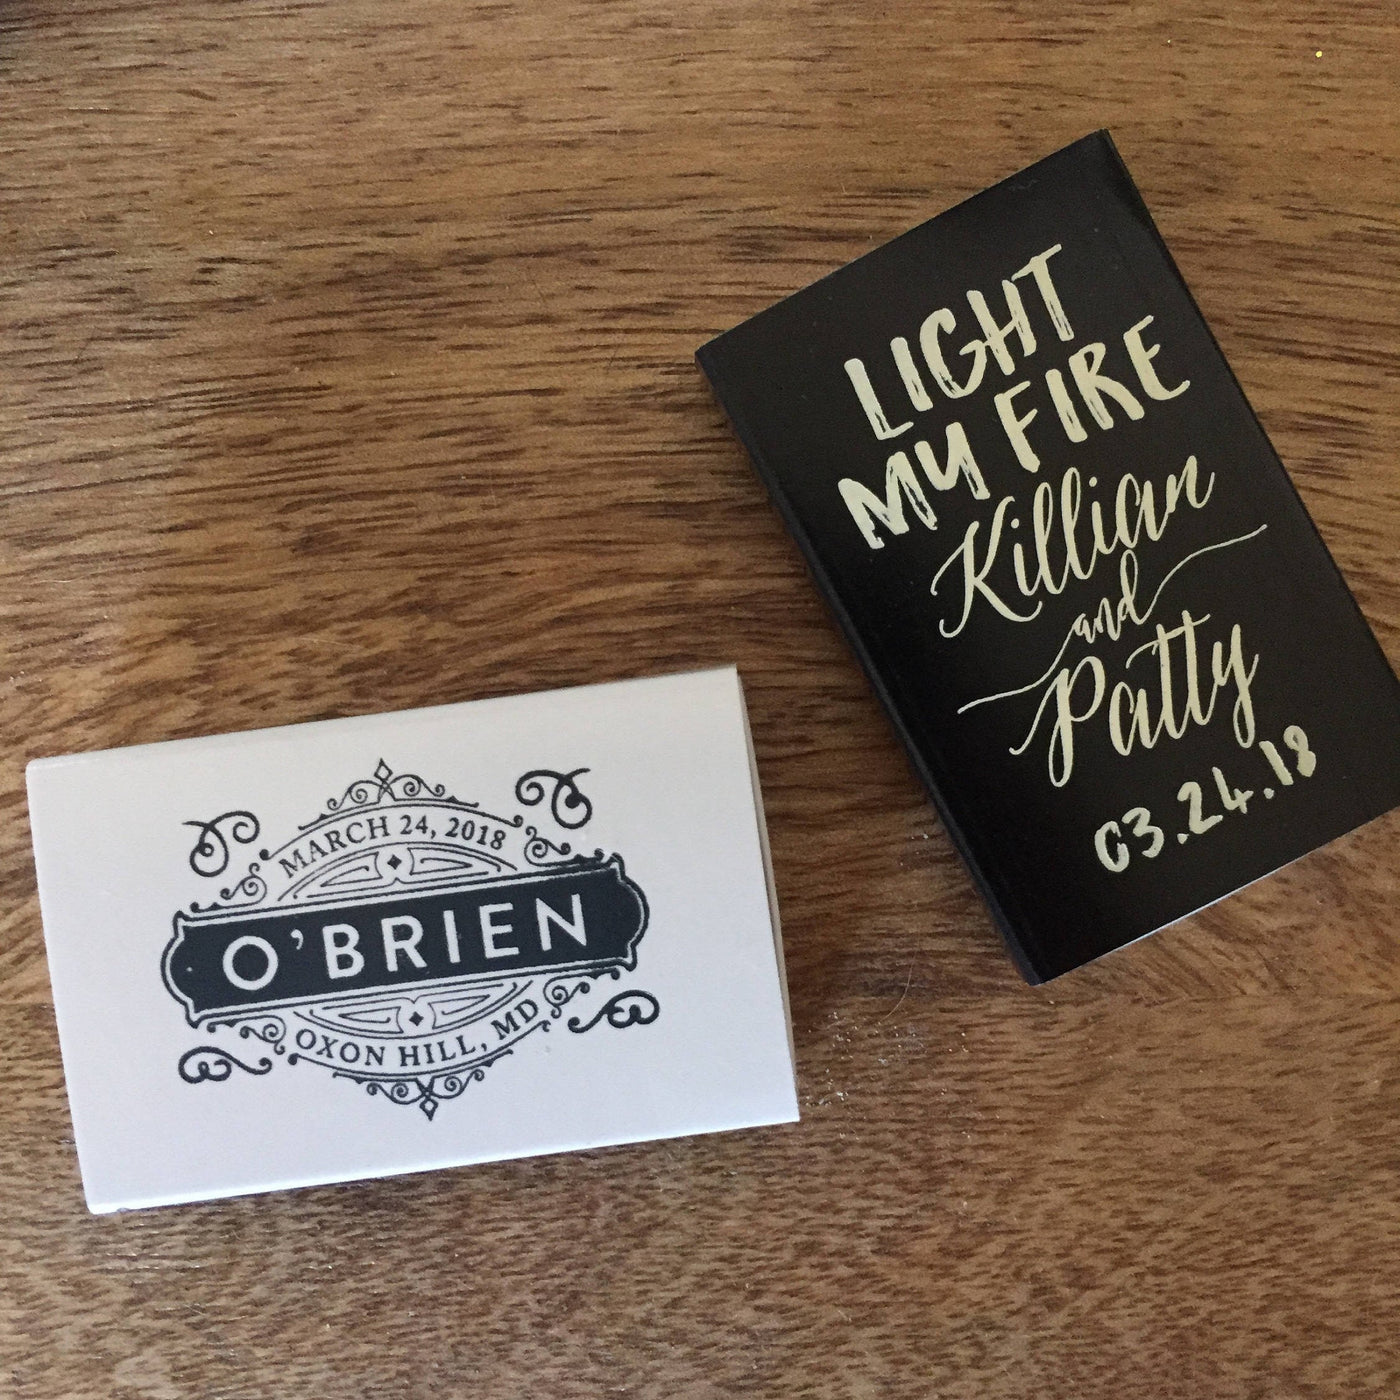 MARCH 24, 2018
O'BRIEN
OXON HILL, MD
LIGHT
MY FIRE
Killian
and
Patty
03.24.18